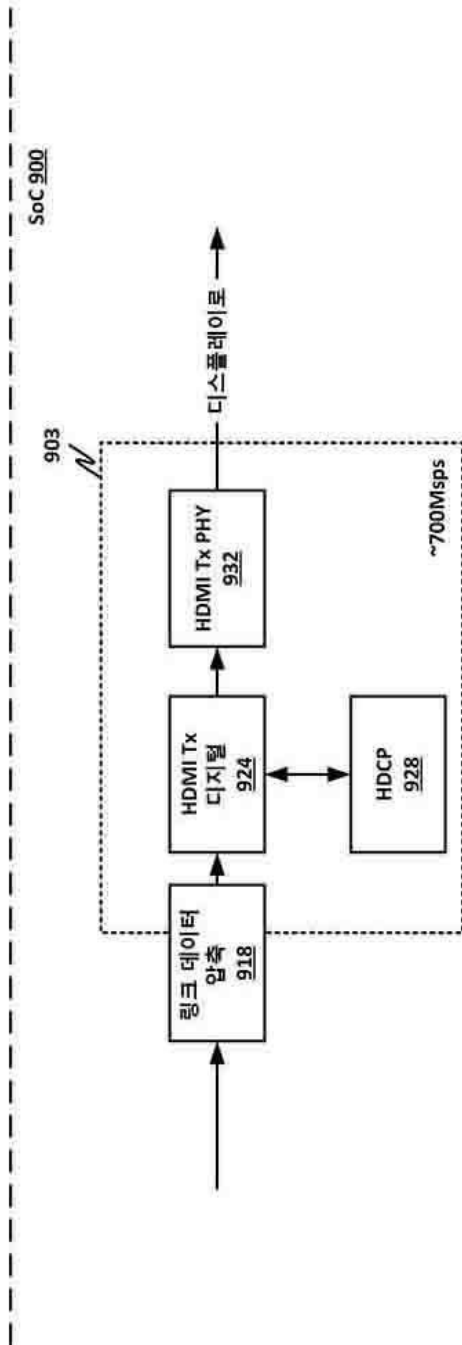 SoC 900
903
링크 데이터
압축
918
HDMI Tx
디지털
924
HDMI Tx PHY
932
디스플레이로
HDCP
928
~700Msps